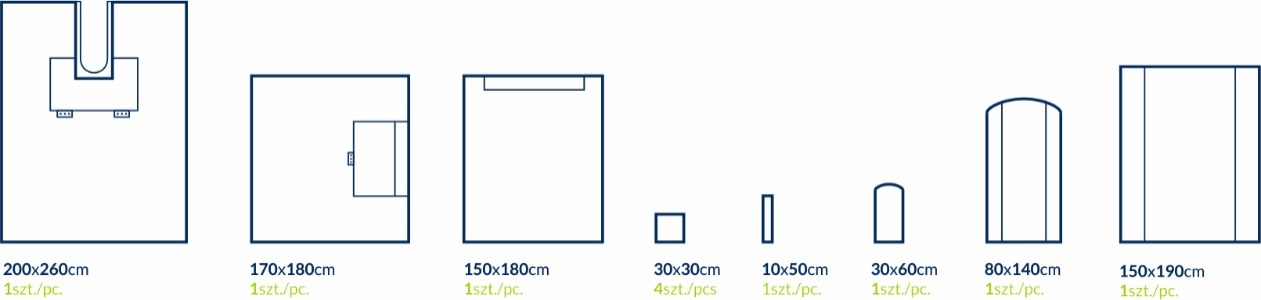 200x260cm
1szt./pc.
170x180cm
1szt./pc.
150x180cm
1szt./pc.
30x30cm
4szt./pcs
10x50cm
1szt./pc.
30x60cm
1szt./pc.
80x140cm
1szt./pc.
150x190cm
1szt./pc.